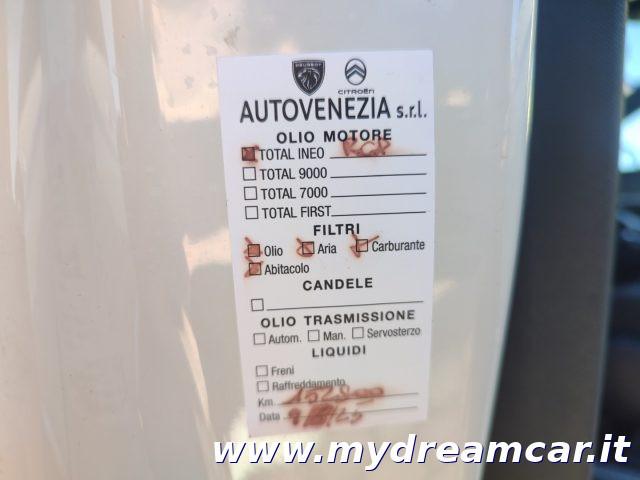 PEUGEOT CITROËN
AUTOVENEZIA s.r.l.
OLIO MOTORE
TOTAL INEO
TOTAL 9000
TOTAL 7000
TOTAL FIRST
FILTRI
Olio Aria Carburante
Abitacolo
CANDELE
OLIO TRASMISSIONE
Autom. Man. Servosterzo
LIQUIDI
Freni
Raffreddamento
Km.
Data
www.mydreamcar.it